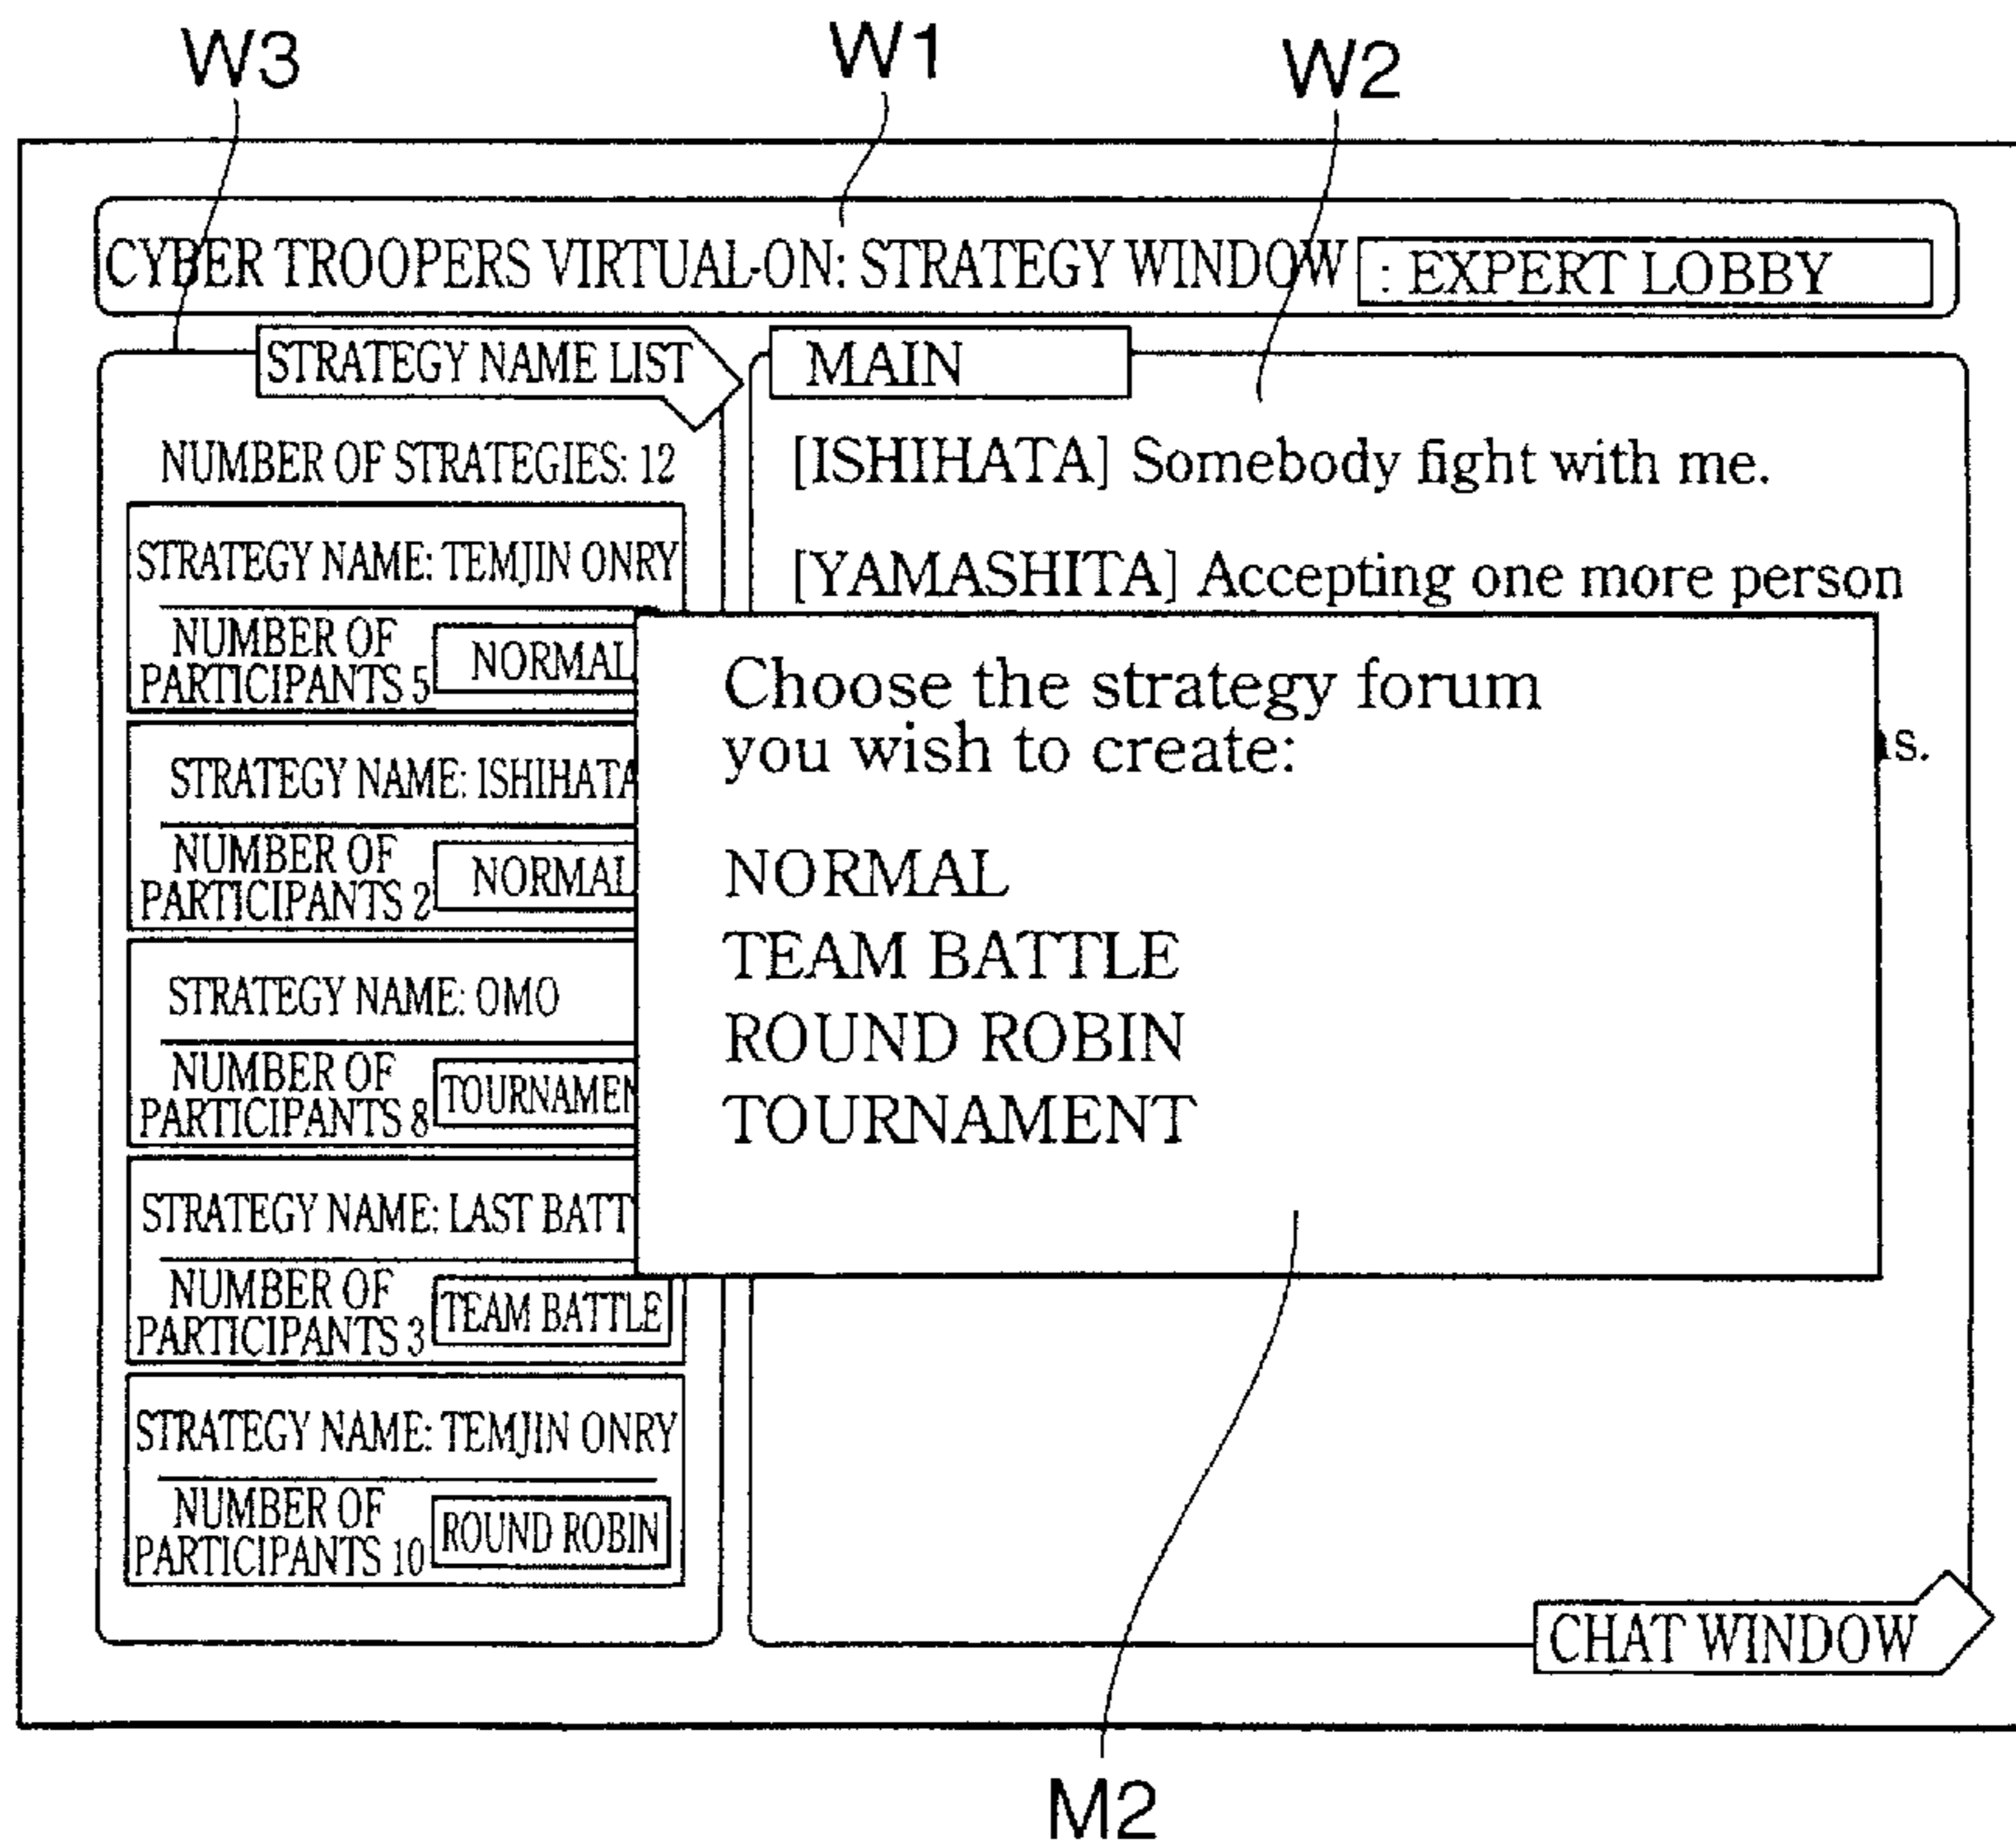 W3 W1 W2
CYBER TROOPERS VIRTUAL-ON: STRATEGY WINDOW : EXPERT LOBBY
STRATEGY NAME LIST
NUMBER OF STRATEGIES: 12
STRATEGY NAME: TEMJIN ONRY
NUMBER OF
PARTICIPANTS 5
NORMAL
STRATEGY NAME: ISHIHATA
NUMBER OF
PARTICIPANTS 2
NORMAL
STRATEGY NAME: OMO
NUMBER OF
PARTICIPANTS 8
TOURNAMEN
STRATEGY NAME: LAST BATT
NUMBER OF
PARTICIPANTS 3
TEAM BATTLE
STRATEGY NAME: TEMJIN ONRY
NUMBER OF
PARTICIPANTS 10
ROUND ROBIN
MAIN
[ISHIHATA] Somebody fight with me.
[YAMASHITA] Accepting one more person
Choose the strategy forum
you wish to create:
NORMAL
TEAM BATTLE
ROUND ROBIN
TOURNAMENT
CHAT WINDOW
M2